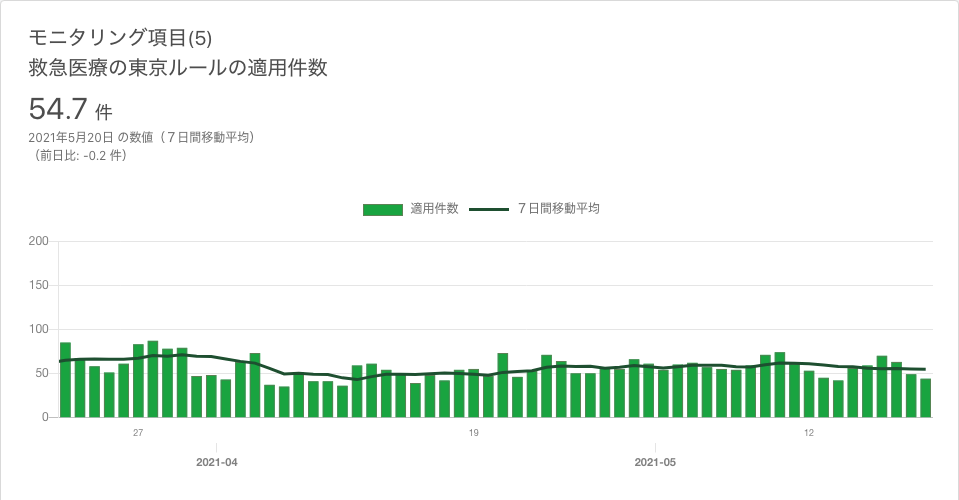 モニタリング項目(5)
救急医療の東京ルールの適用件数
54.7 件
2021年5月20日 の数値（７日間移動平均）
（前日比: -0.2 件）
適用件数 ７日間移動平均
200
150
100
50
0
27 19 12
2021-04 2021-05